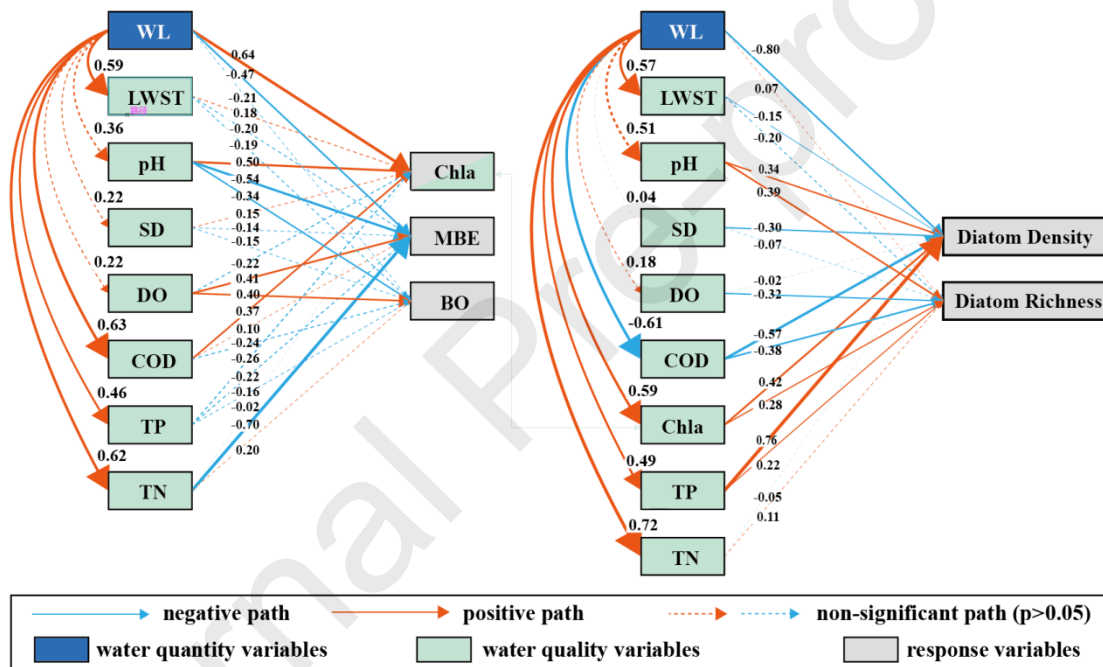 WL
0.59
LWST
0.36
pH
0.22
SD
0.22
DO
0.63
COD
0.46
TP
0.62
TN
0.64
-0.47
-0.21
0.18
-0.20
-0.19
0.50
-0.54
-0.34
0.15
-0.14
-0.15
-0.22
0.41
0.40
0.37
0.10
-0.24
-0.26
-0.22
-0.16
-0.02
-0.70
0.20
Chla
MBE
BO
WL
0.57
LWST
0.51
pH
0.04
SD
0.18
DO
-0.61
COD
0.59
Chla
0.49
TP
0.72
TN
-0.80
0.07
-0.15
-0.20
0.34
0.39
-0.30
-0.07
-0.02
-0.32
-0.57
-0.38
0.42
0.28
0.76
0.22
-0.05
0.11
Diatom Density
Diatom Richness
rnal Pre-pro
negative path
positive path
non-significant path (p>0.05)
water quantity variables
water quality variables
response variables